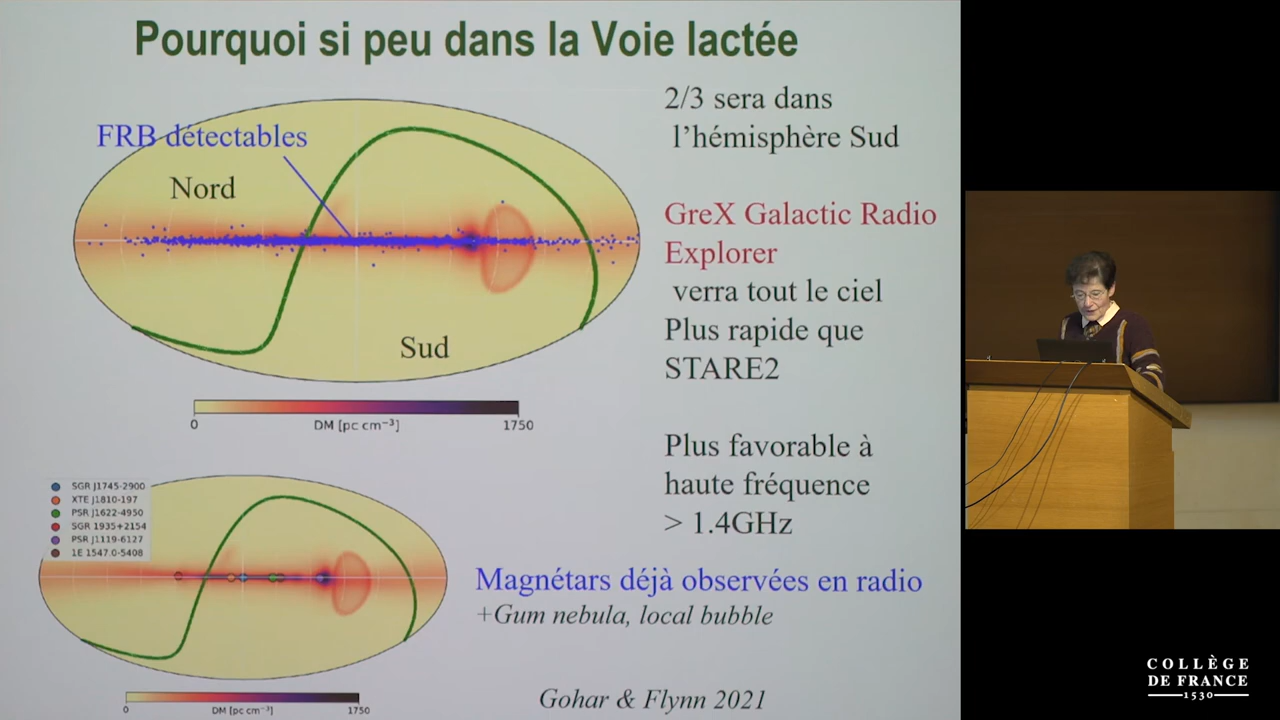 Pourquoi si peu dans la Voie lactée
FRB détectables
Nord
Sud
0
DM [pc cm⁻³]
1750
2/3 sera dans
l'hémisphère Sud
GreX Galactic Radio
Explorer
verra tout le ciel
Plus rapide que
STARE2
Plus favorable à
haute fréquence
> 1.4GHz
SGR J1745-2900
XTE J1810-197
PSR J1622-4950
SGR 1935+2154
PSR J1119-6127
1E 1547.0-5408
0
DM [pc cm⁻³]
1750
Magnétars déjà observées en radio
+Gum nebula, local bubble
Gohar & Flynn 2021
COLLÈGE
DE FRANCE
1530